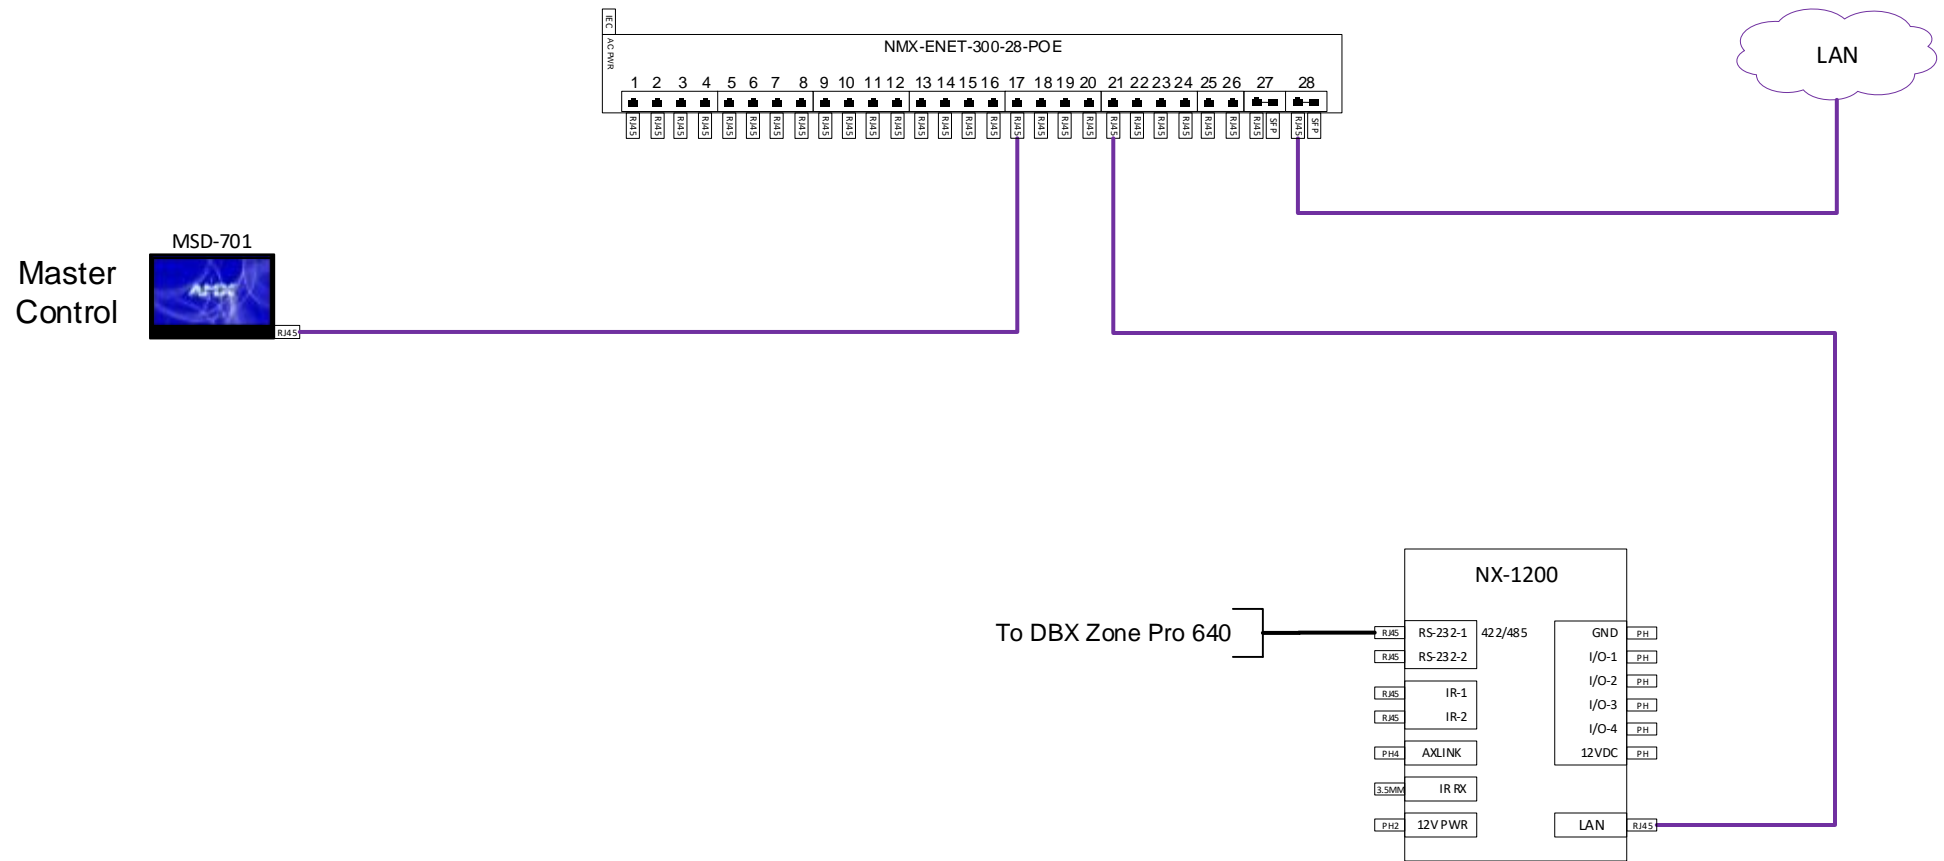 IEC
AC PWR
NMX-ENET-300-28-POE
1 2 3 4 5 6 7 8 9 10 11 12 13 14 15 16 17 18 19 20 21 22 23 24 25 26 27 28
RJ45 RJ45 RJ45 RJ45 RJ45 RJ45 RJ45 RJ45 RJ45 RJ45 RJ45 RJ45 RJ45 RJ45 RJ45 RJ45 RJ45 RJ45 RJ45 RJ45 RJ45 RJ45 RJ45 RJ45 RJ45 RJ45 RJ45 SFP RJ45 SFP
LAN
MSD-701
Master
Control
AMX
RJ45
NX-1200
To DBX Zone Pro 640
RJ45 RS-232-1 422/485
RJ45 RS-232-2
RJ45 IR-1
RJ45 IR-2
PH4 AXLINK
3.5MM IR RX
PH2 12V PWR
GND PH
I/O-1 PH
I/O-2 PH
I/O-3 PH
I/O-4 PH
12VDC PH
LAN RJ45